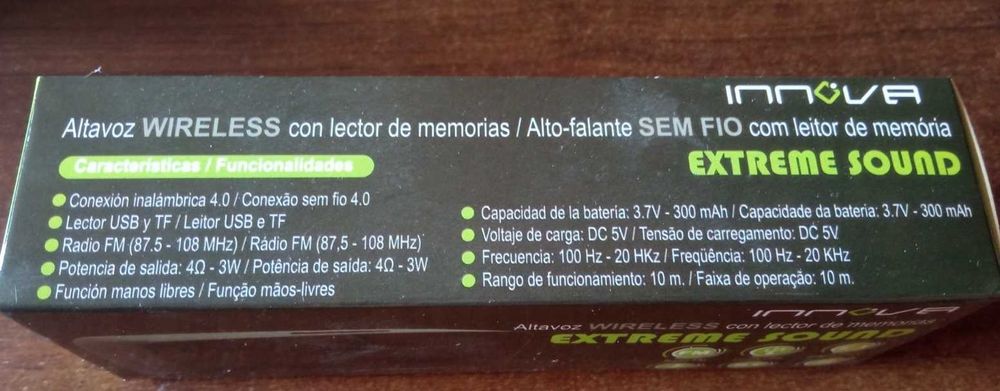 INNOVA
Altavoz WIRELESS con lector de memorias / Alto-falante SEM FIO com leitor de memória
EXTREME SOUND
Características / Funcionalidades
Conexión inalámbrica 4.0 / Conexão sem fio 4.0
Lector USB y TF / Leitor USB e TF
Radio FM (87.5 - 108 MHz) / Rádio FM (87,5 - 108 MHz)
Potencia de salida: 4Ω - 3W / Potência de saída: 4Ω - 3W
Función manos libres / Função mãos-livres
Capacidad de la batería: 3.7V - 300 mAh / Capacidade da bateria: 3.7V - 300 mAh
Voltaje de carga: DC 5V / Tensão de carregamento: DC 5V
Frecuencia: 100 Hz - 20 HKz / Freqüência: 100 Hz - 20 KHz
Rango de funcionamiento: 10 m. / Faixa de operação: 10 m.
INNOVA
Altavoz WIRELESS con lector de memorias
EXTREME SOUND